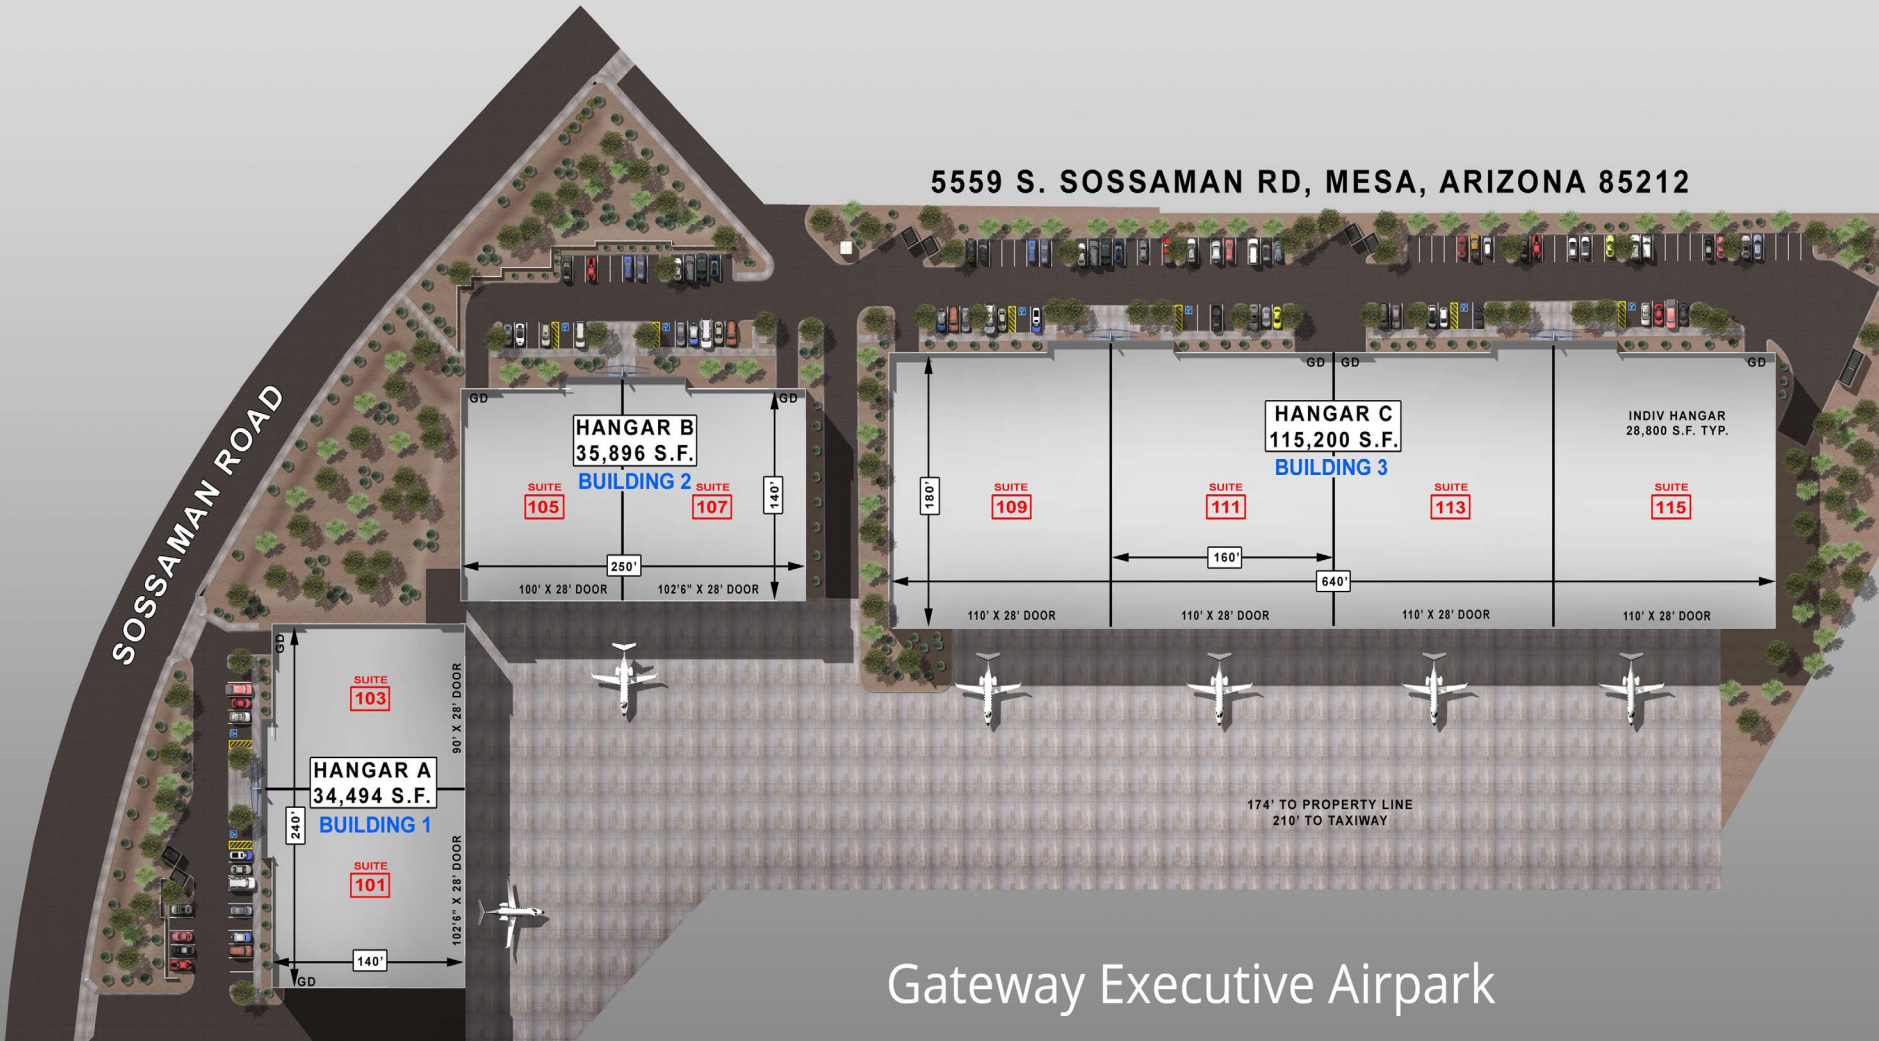 5559 S. SOSSAMAN RD, MESA, ARIZONA 85212
SOSSAMAN ROAD
GD
GD
HANGAR B
35,896 S.F.
BUILDING 2
SUITE
105
SUITE
107
140'
250'
100' X 28' DOOR
102'6" X 28' DOOR
GD
GD
GD
HANGAR C
115,200 S.F.
BUILDING 3
INDIV HANGAR
28,800 S.F. TYP.
180'
SUITE
109
SUITE
111
SUITE
113
SUITE
115
160'
640'
110' X 28' DOOR
110' X 28' DOOR
110' X 28' DOOR
110' X 28' DOOR
GD
SUITE
103
90' X 28' DOOR
HANGAR A
34,494 S.F.
BUILDING 1
240'
SUITE
101
102'6" X 28' DOOR
140'
GD
174' TO PROPERTY LINE
210' TO TAXIWAY
Gateway Executive Airpark